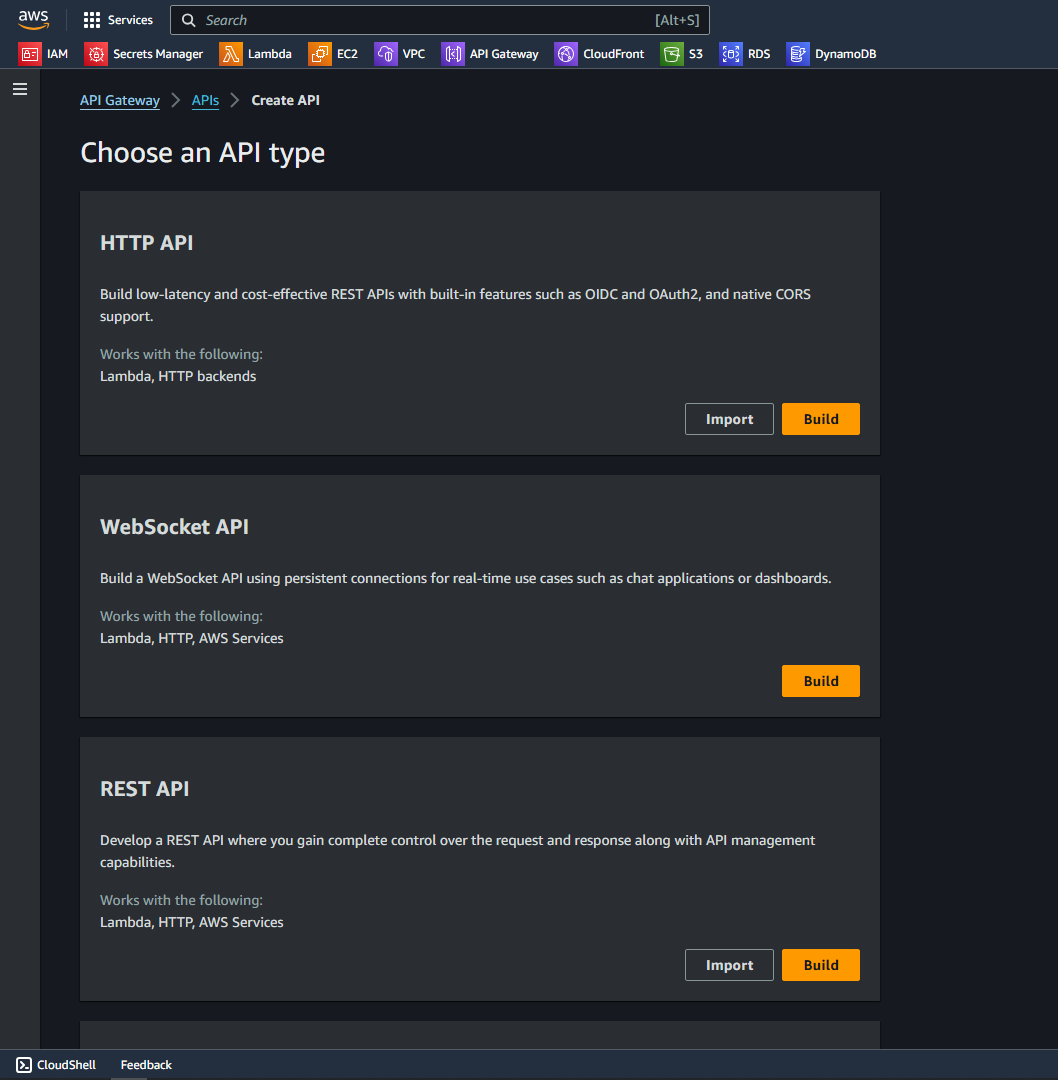 aws
Services
Search
[Alt+S]
IAM
Secrets Manager
Lambda
EC2
VPC
API Gateway
CloudFront
S3
RDS
DynamoDB
API Gateway
APIs
Create API
Choose an API type
HTTP API
Build low-latency and cost-effective REST APIs with built-in features such as OIDC and OAuth2, and native CORS
support.
Works with the following:
Lambda, HTTP backends
Import
Build
WebSocket API
Build a WebSocket API using persistent connections for real-time use cases such as chat applications or dashboards.
Works with the following:
Lambda, HTTP, AWS Services
Build
REST API
Develop a REST API where you gain complete control over the request and response along with API management
capabilities.
Works with the following:
Lambda, HTTP, AWS Services
Import
Build
CloudShell
Feedback